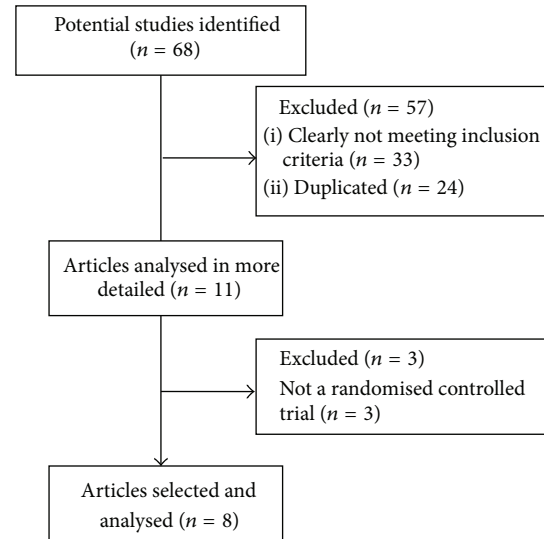 Potential studies identified
(n = 68)
Excluded (n = 57)
(i) Clearly not meeting inclusion
criteria (n = 33)
(ii) Duplicated (n = 24)
Articles analysed in more
detailed (n = 11)
Excluded (n = 3)
Not a randomised controlled
trial (n = 3)
Articles selected and
analysed (n = 8)